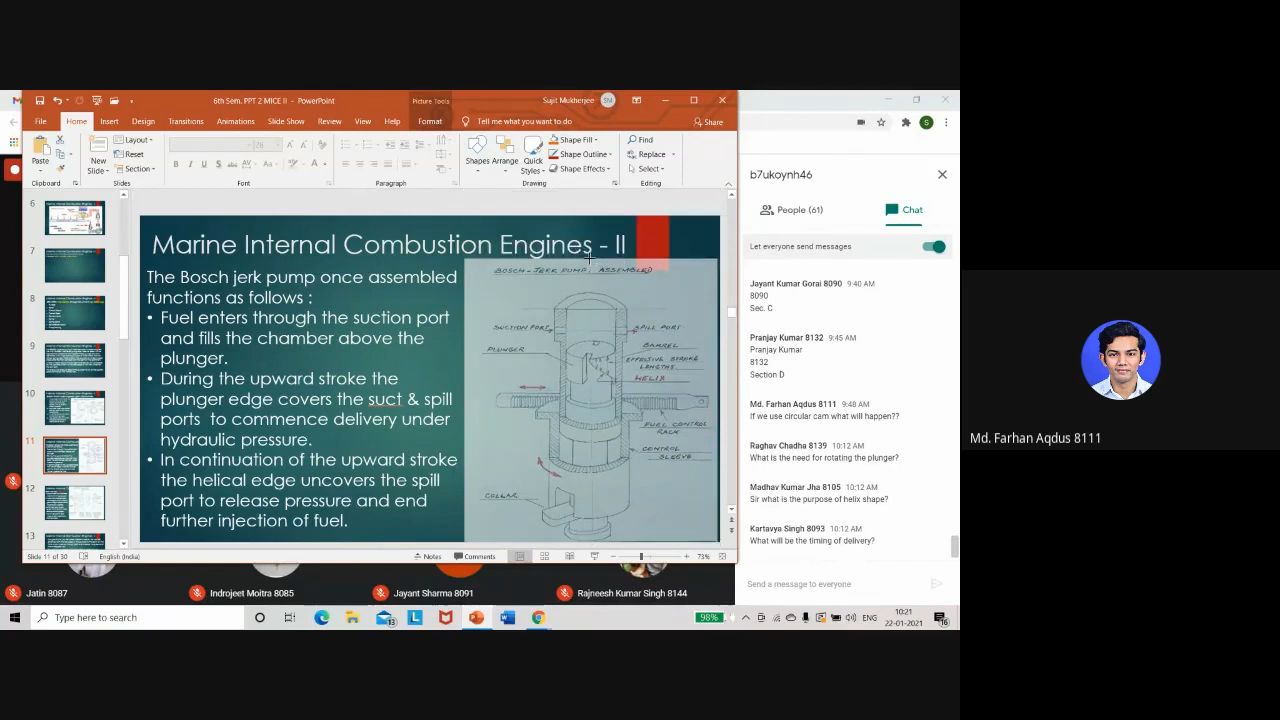 6th Sem. PPT 2 MICE II - PowerPoint
Picture Tools
Sujit Mukherjee
SM
File
Home
Insert
Design
Transitions
Animations
Slide Show
Review
View
Help
Format
Tell me what you want to do
Share
Paste
Clipboard
New
Slide
Layout
Reset
Section
Slides
Font
Paragraph
Shapes
Arrange
Quick
Styles
Shape Fill
Shape Outline
Shape Effects
Drawing
Find
Replace
Select
Editing
6
7
8
9
10
11
12
13
Marine Internal Combustion Engines - II
The Bosch jerk pump once assembled
functions as follows :
• Fuel enters through the suction port
and fills the chamber above the
plunger.
• During the upward stroke the
plunger edge covers the suct & spill
ports to commence delivery under
hydraulic pressure.
• In continuation of the upward stroke
the helical edge uncovers the spill
port to release pressure and end
further injection of fuel.
BOSCH-JERK PUMP, ASSEMBLED
SUCTION PORT
SPILL PORT
PLUNGER
BARREL
EFFECTIVE STROKE
LENGTHS
HELIX
FUEL CONTROL
RACK
CONTROL
SLEEVE
COLLAR
Slide 11 of 30
English (India)
Notes
Comments
73%
b7ukoynh46
People (61)
Chat
Let everyone send messages
Jayant Kumar Gorai 8090 9:40 AM
8090
Sec. C
Pranjay Kumar 8132 9:45 AM
Pranjay Kumar
8132
Section D
Md. Farhan Aqdus 8111 9:48 AM
If we use circular cam what will happen??
Raghav Chadha 8139 10:12 AM
What is the need for rotating the plunger?
Madhav Kumar Jha 8105 10:12 AM
Sir what is the purpose of helix shape?
Kartavya Singh 8093 10:12 AM
What will be the timing of delivery?
Send a message to everyone
Jatin 8087
Indrojeet Moitra 8085
Jayant Sharma 8091
Rajneesh Kumar Singh 8144
Type here to search
13
98%
ENG
10:21
22-01-2021
16
Md. Farhan Aqdus 8111